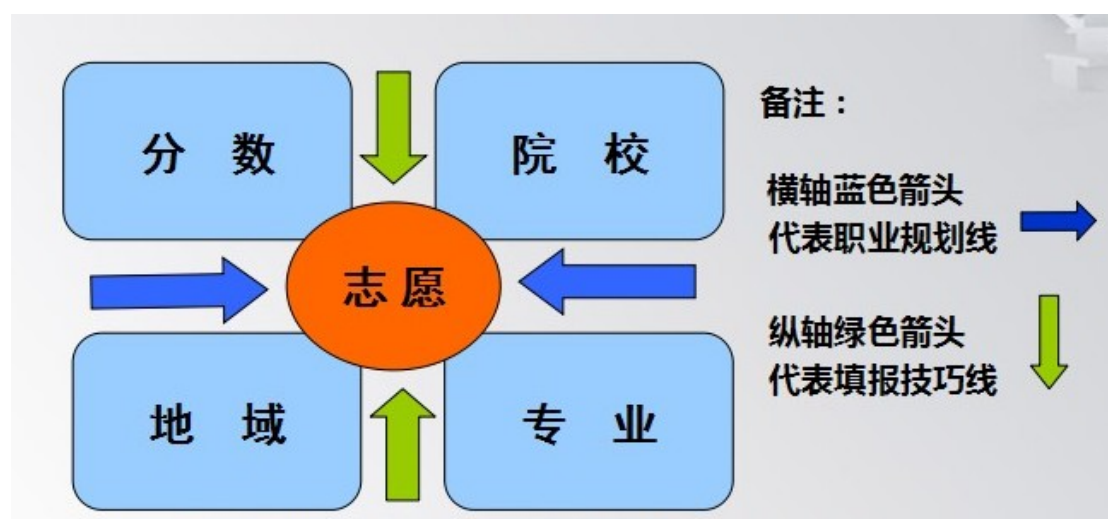 分 数
院 校
志 愿
地 域
专 业
备注：
横轴蓝色箭头
代表职业规划线
纵轴绿色箭头
代表填报技巧线